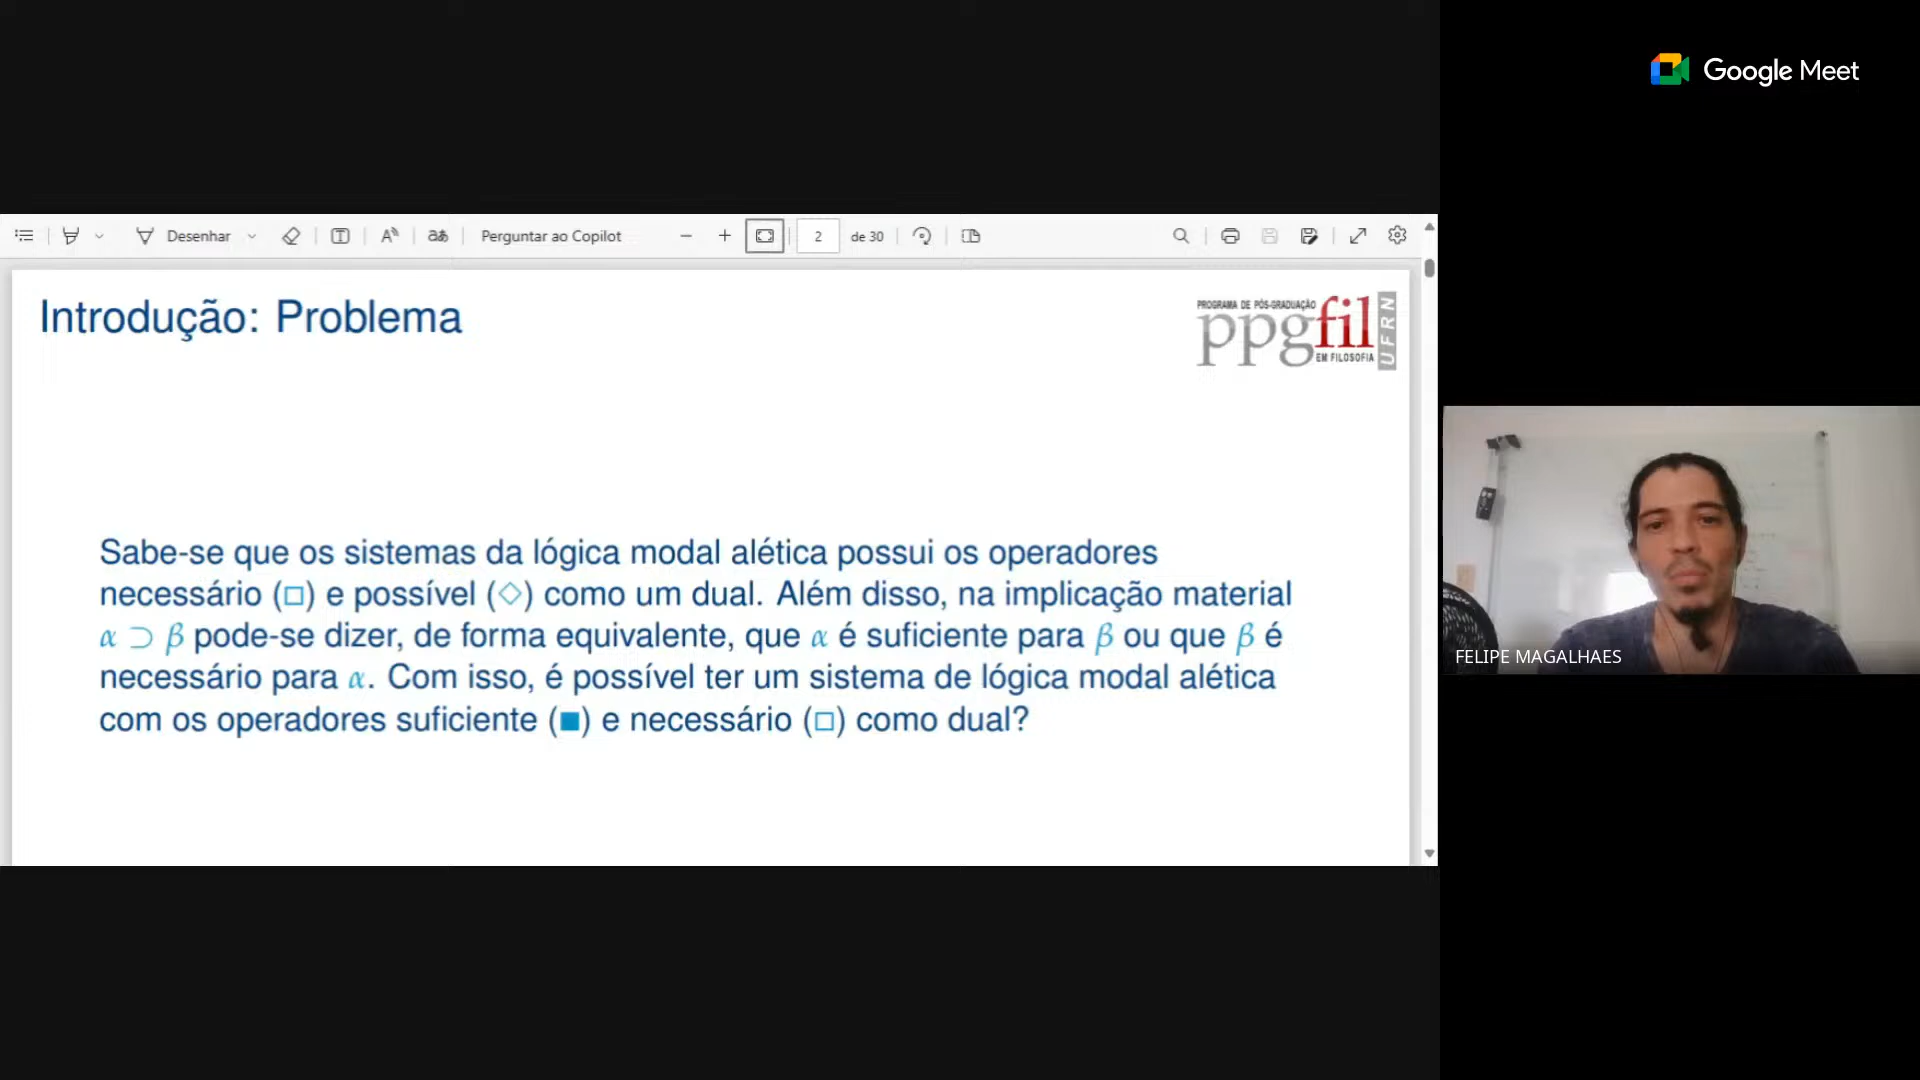 Google Meet
Desenhar
Perguntar ao Copilot
2
de 30
Introdução: Problema
PROGRAMA DE PÓS-GRADUAÇÃO
ppgfil
EM FILOSOFIA
UFRN
Sabe-se que os sistemas da lógica modal alética possui os operadores
necessário (□) e possível (◇) como um dual. Além disso, na implicação material
α ⊃ β pode-se dizer, de forma equivalente, que α é suficiente para β ou que β é
necessário para α. Com isso, é possível ter um sistema de lógica modal alética
com os operadores suficiente (■) e necessário (□) como dual?
FELIPE MAGALHAES